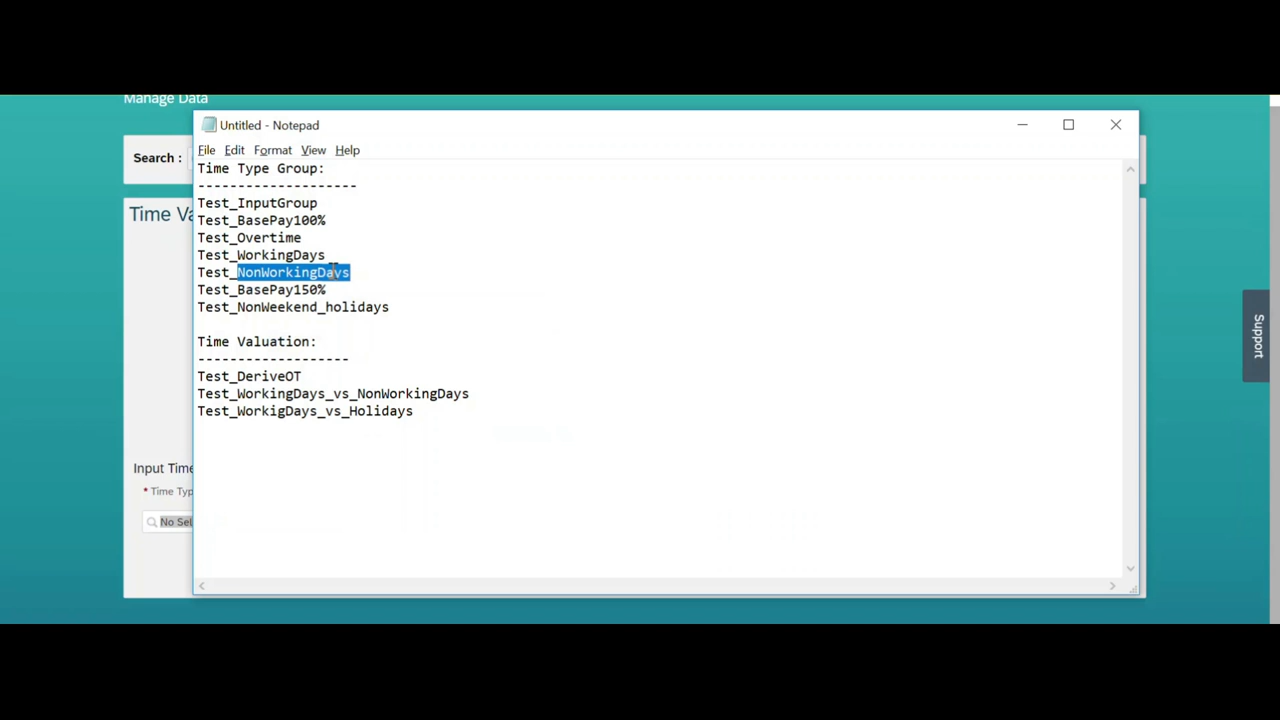 Manage Data
Untitled - Notepad
File Edit Format View Help
Search :
Time Va
Time Type Group:
--------------------
Test_InputGroup
Test_BasePay100%
Test_Overtime
Test_WorkingDays
Test_NonWorkingDays
Test_BasePay150%
Test_NonWeekend_holidays
Time Valuation:
-------------------
Test_DeriveOT
Test_WorkingDays_vs_NonWorkingDays
Test_WorkigDays_vs_Holidays
Input Time
* Time Typ
No Sel
Support